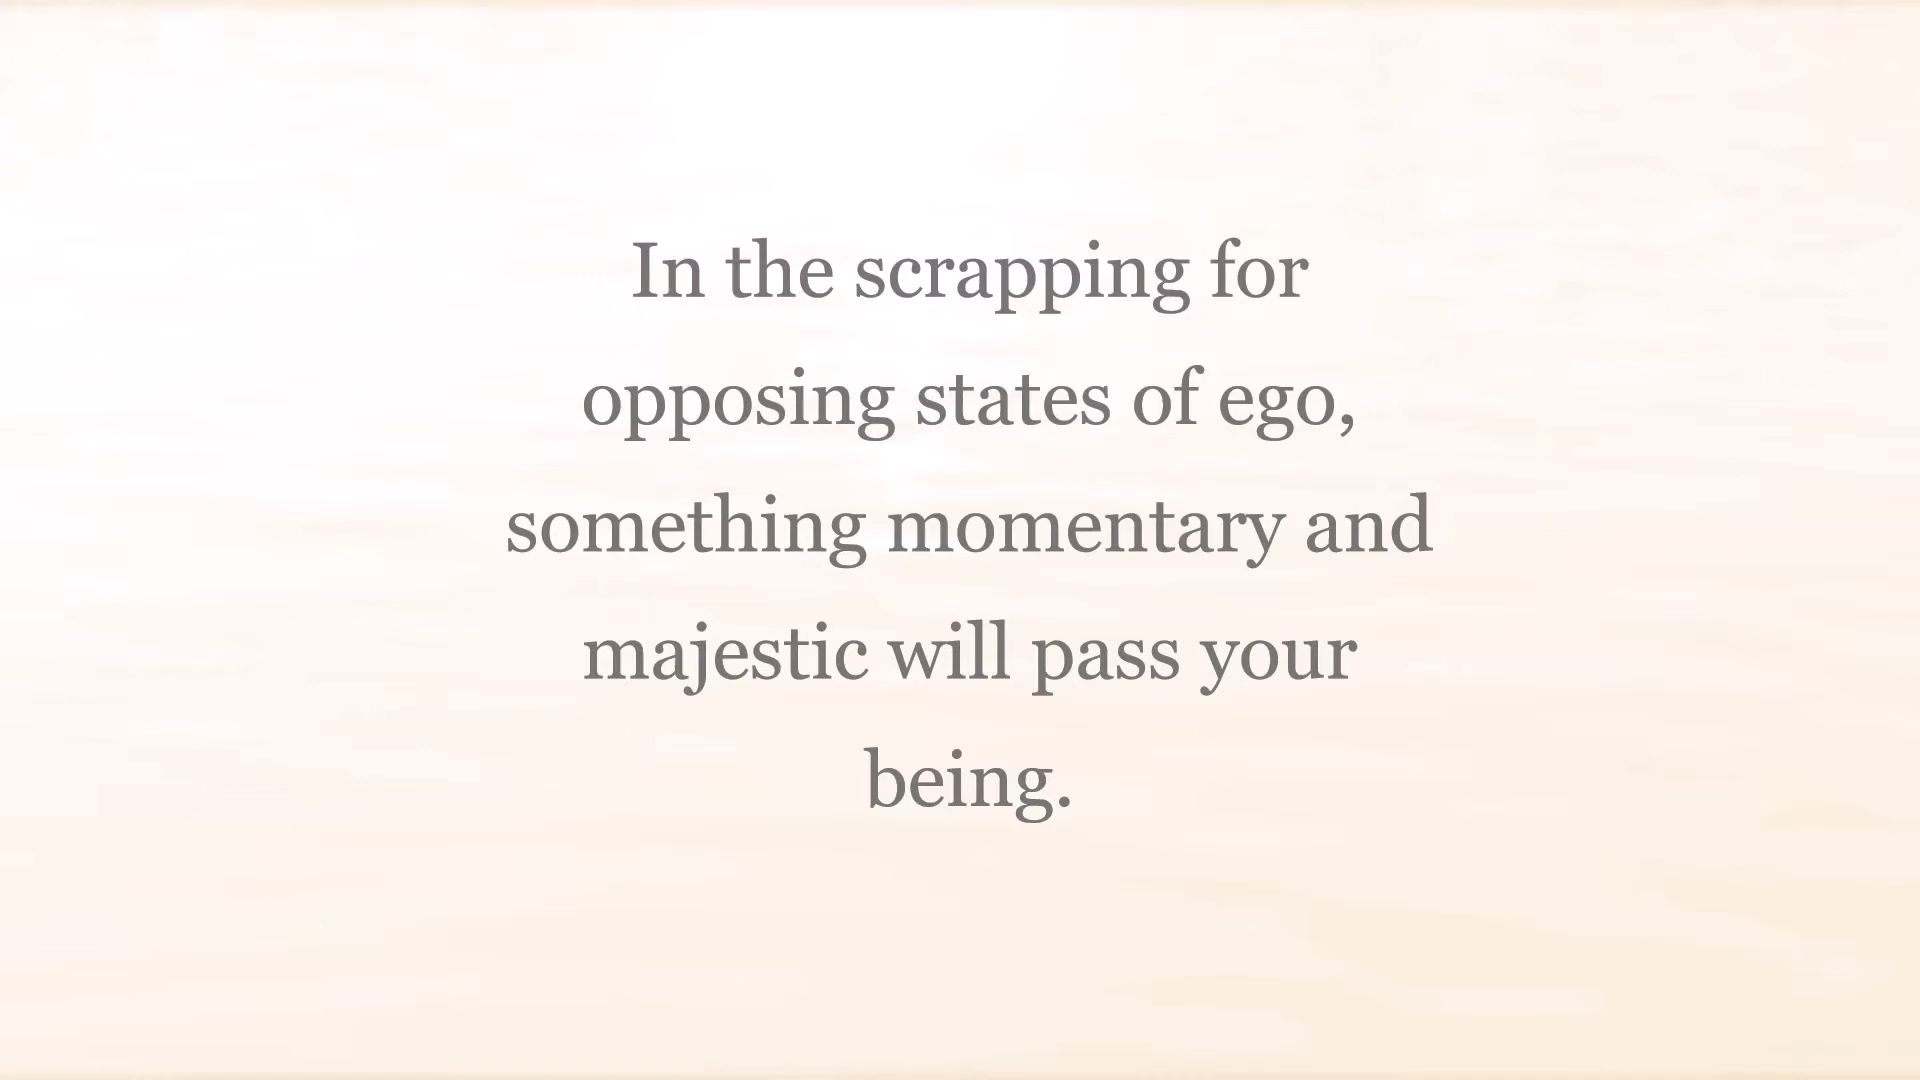 In the scrapping for
opposing states of ego,
something momentary and
majestic will pass your
being.